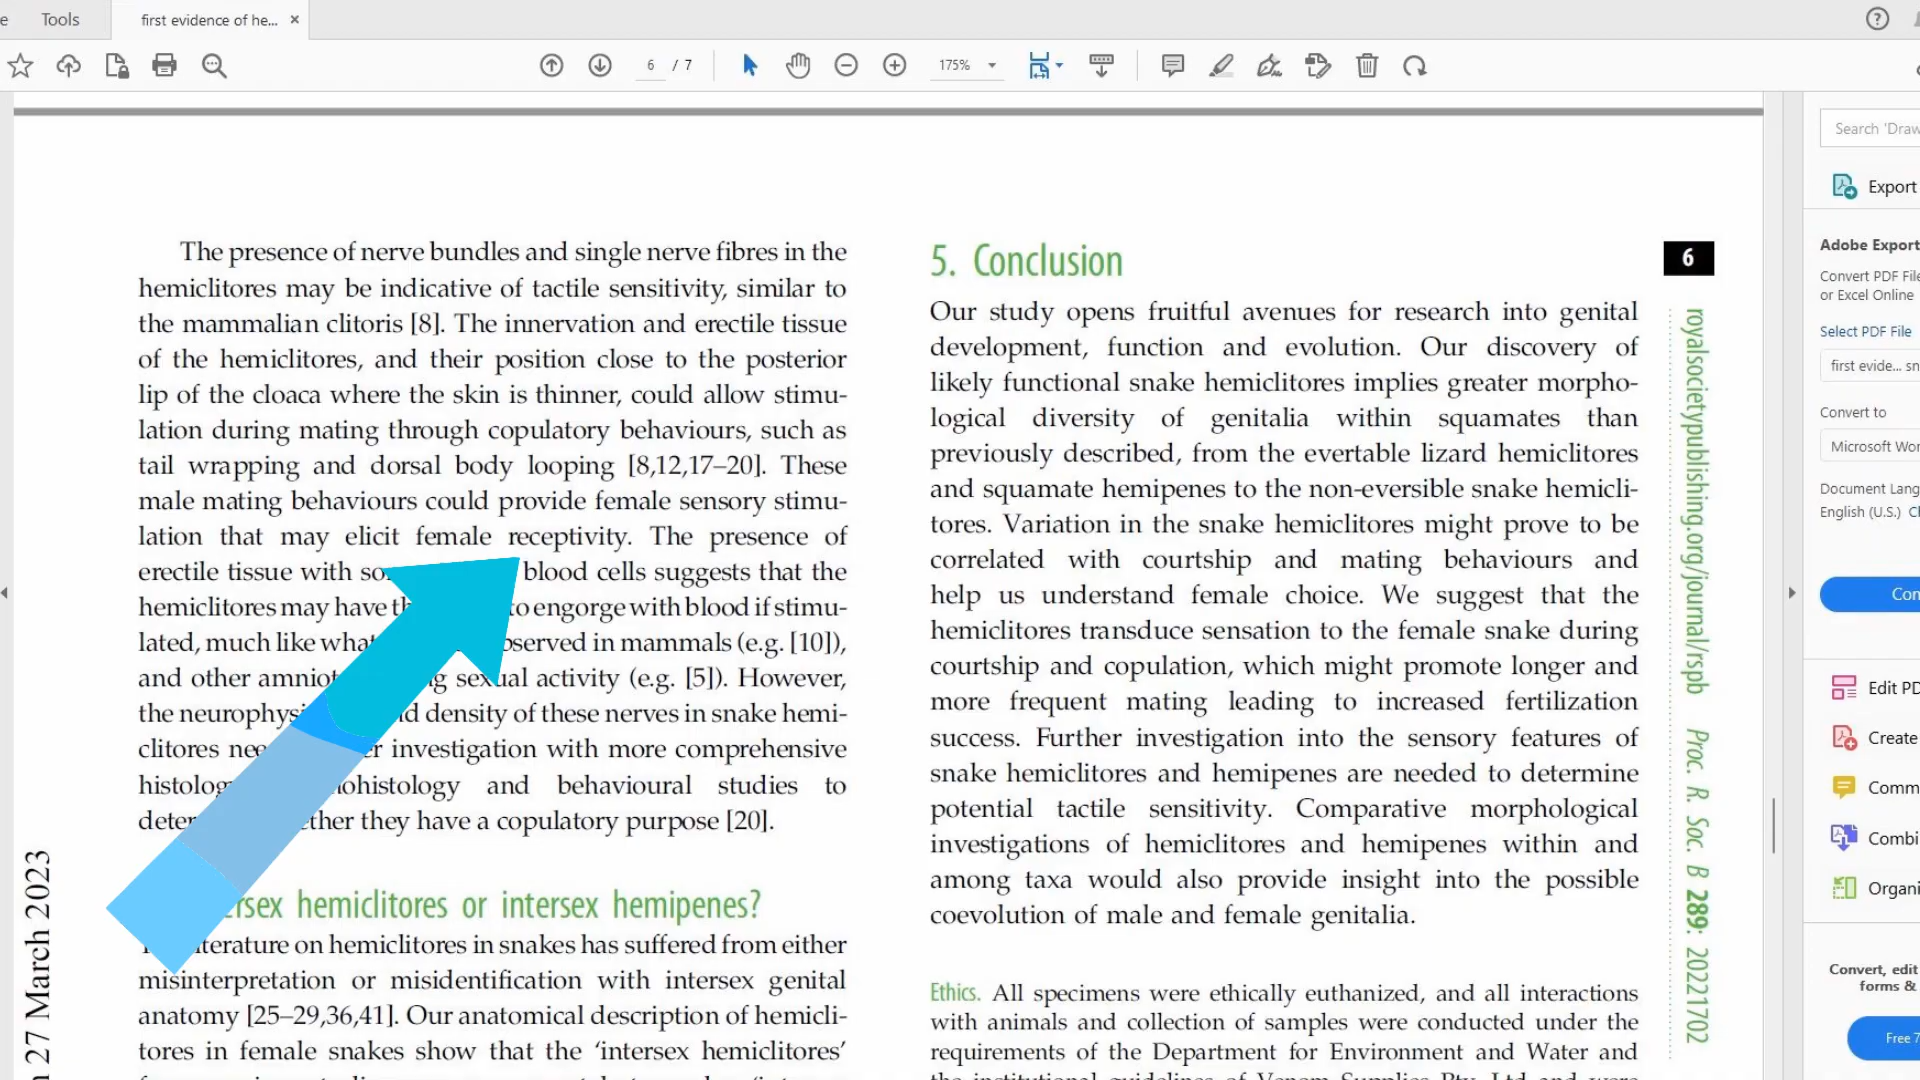 e
Tools
first evidence of he... ×
6 / 7
175%
Search 'Draw
Export
Adobe Export
Convert PDF File
or Excel Online
Select PDF File
first evide... sn
Convert to
Microsoft Wor
Document Lang
English (U.S.) Cl
Con
Edit PD
Create
Comm
Combi
Organi
Convert, edit
forms &
Free 7
The presence of nerve bundles and single nerve fibres in the
hemiclitores may be indicative of tactile sensitivity, similar to
the mammalian clitoris [8]. The innervation and erectile tissue
of the hemiclitores, and their position close to the posterior
lip of the cloaca where the skin is thinner, could allow stimu-
lation during mating through copulatory behaviours, such as
tail wrapping and dorsal body looping [8,12,17–20]. These
male mating behaviours could provide female sensory stimu-
lation that may elicit female receptivity. The presence of
erectile tissue with blood cells suggests that the
hemiclitores may have to engorge with blood if stimu-
lated, much like what observed in mammals (e.g. [10]),
and other sexual activity (e.g. [5]). However,
the density of these nerves in snake hemi-
clitores investigation with more comprehensive
and behavioural studies to
they have a copulatory purpose [20].
hemiclitores or intersex hemipenes?
literature on hemiclitores in snakes has suffered from either
misinterpretation or misidentification with intersex genital
anatomy [25–29,36,41]. Our anatomical description of hemicli-
tores in female snakes show that the 'intersex hemiclitores'
5. Conclusion
Our study opens fruitful avenues for research into genital
development, function and evolution. Our discovery of
likely functional snake hemiclitores implies greater morpho-
logical diversity of genitalia within squamates than
previously described, from the evertable lizard hemiclitores
and squamate hemipenes to the non-eversible snake hemicli-
tores. Variation in the snake hemiclitores might prove to be
correlated with courtship and mating behaviours and
help us understand female choice. We suggest that the
hemiclitores transduce sensation to the female snake during
courtship and copulation, which might promote longer and
more frequent mating leading to increased fertilization
success. Further investigation into the sensory features of
snake hemiclitores and hemipenes are needed to determine
potential tactile sensitivity. Comparative morphological
investigations of hemiclitores and hemipenes within and
among taxa would also provide insight into the possible
coevolution of male and female genitalia.
Ethics. All specimens were ethically euthanized, and all interactions
with animals and collection of samples were conducted under the
requirements of the Department for Environment and Water and
the institutional guidelines of Venom Supplies Pty. Ltd and were
6
royalsocietypublishing.org/journal/rspb Proc. R. Soc. B 289: 20221702
n 27 March 2023